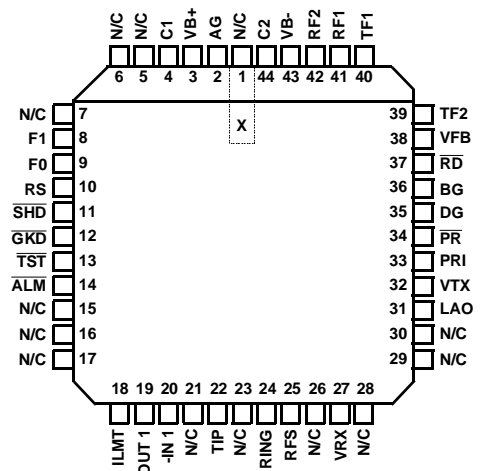 N/C N/C C1 VB+ AG N/C C2 VB- RF2 RF1 TF1
6 5 4 3 2 1 44 43 42 41 40
N/C 7 39 TF2
X
F1 8 38 VFB
F0 9 37 RD
RS 10 36 BG
SHD 11 35 DG
GKD 12 34 PR
TST 13 33 PRI
ALM 14 32 VTX
N/C 15 31 LAO
N/C 16 30 N/C
N/C 17 29 N/C
18 19 20 21 22 23 24 25 26 27 28
ILMT OUT 1 -IN 1 N/C TIP N/C RING RFS N/C VRX N/C